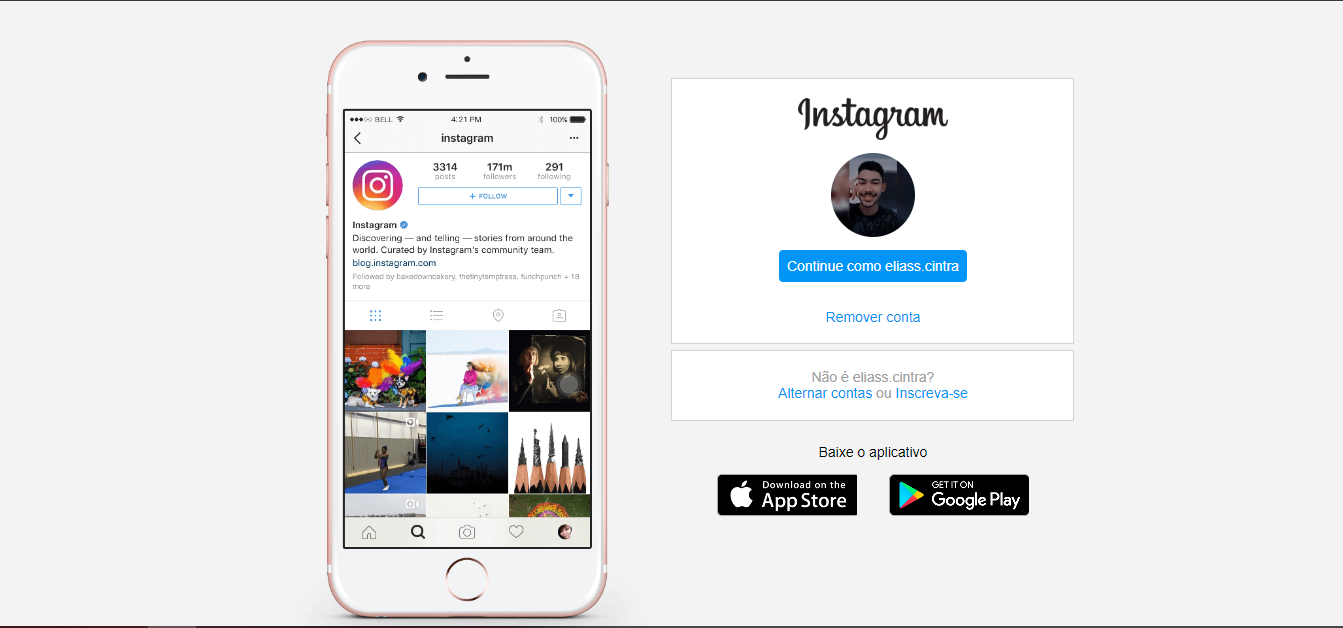 BELL 4:21 PM 100%
instagram
3314 171m 291
posts followers following
+ FOLLOW
Instagram
Discovering — and telling — stories from around the
world. Curated by Instagram's community team.
blog.instagram.com
Followed by bakedowncakery, thetinytemptress, funchpunch + 18
more
Instagram
Continue como eliass.cintra
Remover conta
Não é eliass.cintra?
Alternar contas ou Inscreva-se
Baixe o aplicativo
Download on the
App Store
GET IT ON
Google Play